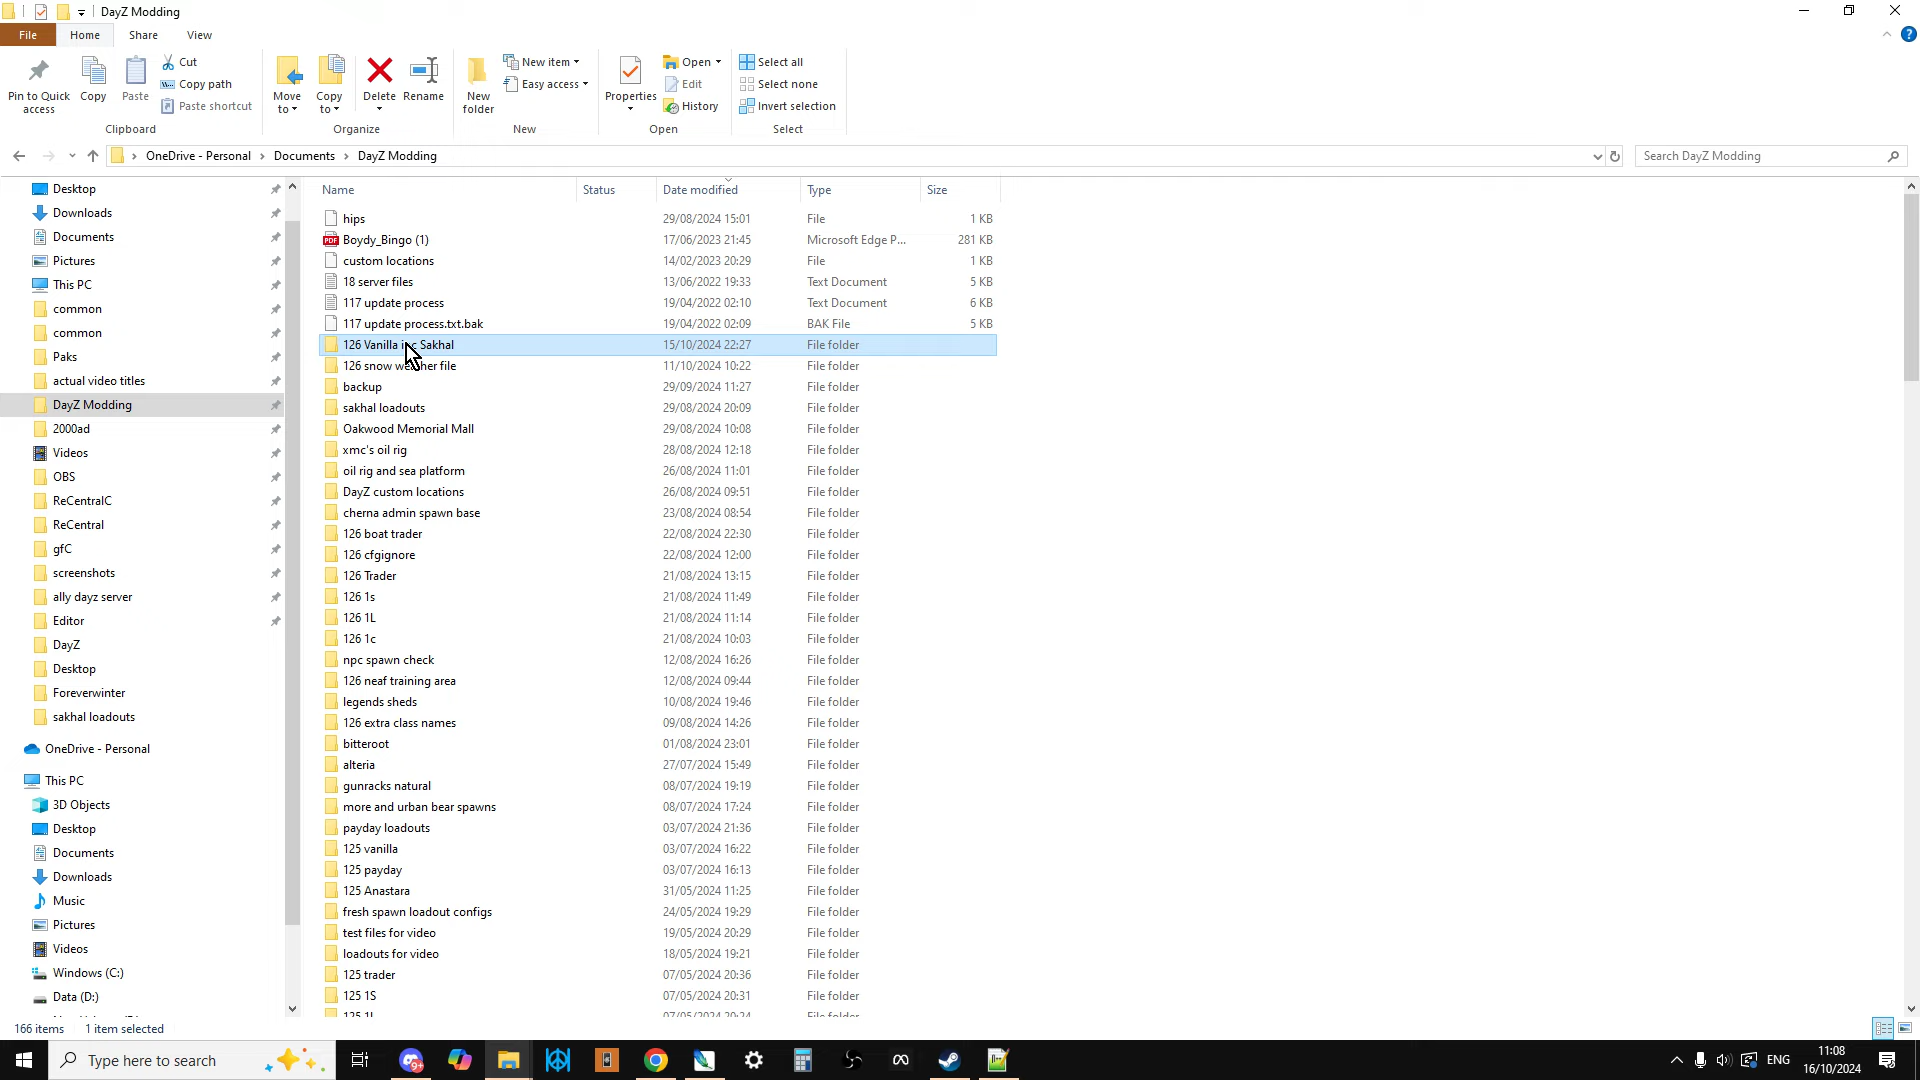 DayZ Modding
File
Home
Share
View
Pin to Quick access
Copy
Paste
Cut
Copy path
Paste shortcut
Clipboard
Move to
Copy to
Delete
Rename
Organize
New folder
New item
Easy access
New
Properties
Open
Edit
History
Open
Select all
Select none
Invert selection
Select
OneDrive - Personal > Documents > DayZ Modding
Search DayZ Modding
Desktop
Downloads
Documents
Pictures
This PC
common
common
Paks
actual video titles
DayZ Modding
2000ad
Videos
OBS
ReCentralC
ReCentral
gfC
screenshots
ally dayz server
Editor
DayZ
Desktop
Foreverwinter
sakhal loadouts
OneDrive - Personal
This PC
3D Objects
Desktop
Documents
Downloads
Music
Pictures
Videos
Windows (C:)
Data (D:)
Name Status Date modified Type Size
hips 29/08/2024 15:01 File 1 KB
PDF Boydy_Bingo (1) 17/06/2023 21:45 Microsoft Edge P... 281 KB
custom locations 14/02/2023 20:29 File 1 KB
18 server files 13/06/2022 19:33 Text Document 5 KB
117 update process 19/04/2022 02:10 Text Document 6 KB
117 update process.txt.bak 19/04/2022 02:09 BAK File 5 KB
126 Vanilla Sakhal 15/10/2024 22:27 File folder
126 snow file 11/10/2024 10:22 File folder
backup 29/09/2024 11:27 File folder
sakhal loadouts 29/08/2024 20:09 File folder
Oakwood Memorial Mall 29/08/2024 10:08 File folder
xmc's oil rig 28/08/2024 12:18 File folder
oil rig and sea platform 26/08/2024 11:01 File folder
DayZ custom locations 26/08/2024 09:51 File folder
cherna admin spawn base 23/08/2024 08:54 File folder
126 boat trader 22/08/2024 22:30 File folder
126 cfgignore 22/08/2024 12:00 File folder
126 Trader 21/08/2024 13:15 File folder
126 1s 21/08/2024 11:49 File folder
126 1L 21/08/2024 11:14 File folder
126 1c 21/08/2024 10:03 File folder
npc spawn check 12/08/2024 16:26 File folder
126 neaf training area 12/08/2024 09:44 File folder
legends sheds 10/08/2024 19:46 File folder
126 extra class names 09/08/2024 14:26 File folder
bitteroot 01/08/2024 23:01 File folder
alteria 27/07/2024 15:49 File folder
gunracks natural 08/07/2024 19:19 File folder
more and urban bear spawns 08/07/2024 17:24 File folder
payday loadouts 03/07/2024 21:36 File folder
125 vanilla 03/07/2024 16:22 File folder
125 payday 03/07/2024 16:13 File folder
125 Anastara 31/05/2024 11:25 File folder
fresh spawn loadout configs 24/05/2024 19:29 File folder
test files for video 19/05/2024 20:29 File folder
loadouts for video 18/05/2024 19:21 File folder
125 trader 07/05/2024 20:36 File folder
125 1S 07/05/2024 20:31 File folder
166 items 1 item selected
Type here to search
ENG
11:08
16/10/2024